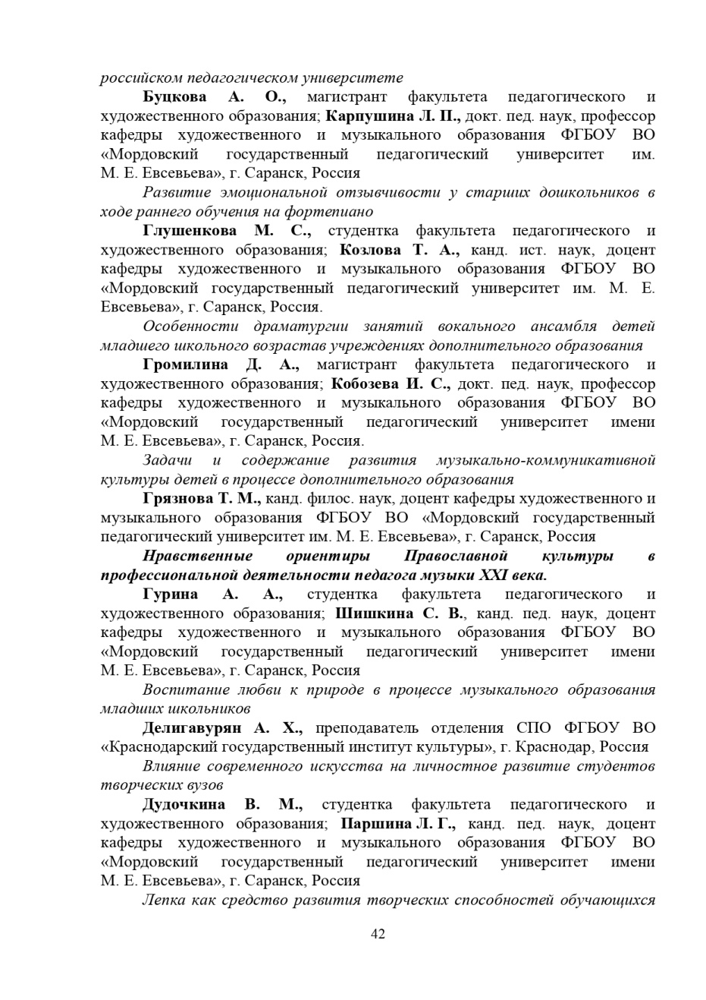 российском педагогическом университете
Буцкова А. О., магистрант факультета педагогического и
художественного образования; Карпушина Л. П., докт. пед. наук, профессор
кафедры художественного и музыкального образования ФГБОУ ВО
«Мордовский государственный педагогический университет им.
М. Е. Евсевьева», г. Саранск, Россия
Развитие эмоциональной отзывчивости у старших дошкольников в
ходе раннего обучения на фортепиано
Глушенкова М. С., студентка факультета педагогического и
художественного образования; Козлова Т. А., канд. ист. наук, доцент
кафедры художественного и музыкального образования ФГБОУ ВО
«Мордовский государственный педагогический университет им. М. Е.
Евсевьева», г. Саранск, Россия.
Особенности драматургии занятий вокального ансамбля детей
младшего школьного возрастав учреждениях дополнительного образования
Громилина Д. А., магистрант факультета педагогического и
художественного образования; Кобозева И. С., докт. пед. наук, профессор
кафедры художественного и музыкального образования ФГБОУ ВО
«Мордовский государственный педагогический университет имени
М. Е. Евсевьева», г. Саранск, Россия.
Задачи и содержание развития музыкально-коммуникативной
культуры детей в процессе дополнительного образования
Грязнова Т. М., канд. филос. наук, доцент кафедры художественного и
музыкального образования ФГБОУ ВО «Мордовский государственный
педагогический университет им. М. Е. Евсевьева», г. Саранск, Россия
Нравственные ориентиры Православной культуры в
профессиональной деятельности педагога музыки XXI века.
Гурина А. А., студентка факультета педагогического и
художественного образования; Шишкина С. В., канд. пед. наук, доцент
кафедры художественного и музыкального образования ФГБОУ ВО
«Мордовский государственный педагогический университет имени
М. Е. Евсевьева», г. Саранск, Россия
Воспитание любви к природе в процессе музыкального образования
младших школьников
Делигавурян А. Х., преподаватель отделения СПО ФГБОУ ВО
«Краснодарский государственный институт культуры», г. Краснодар, Россия
Влияние современного искусства на личностное развитие студентов
творческих вузов
Дудочкина В. М., студентка факультета педагогического и
художественного образования; Паршина Л. Г., канд. пед. наук, доцент
кафедры художественного и музыкального образования ФГБОУ ВО
«Мордовский государственный педагогический университет имени
М. Е. Евсевьева», г. Саранск, Россия
Лепка как средство развития творческих способностей обучающихся
42